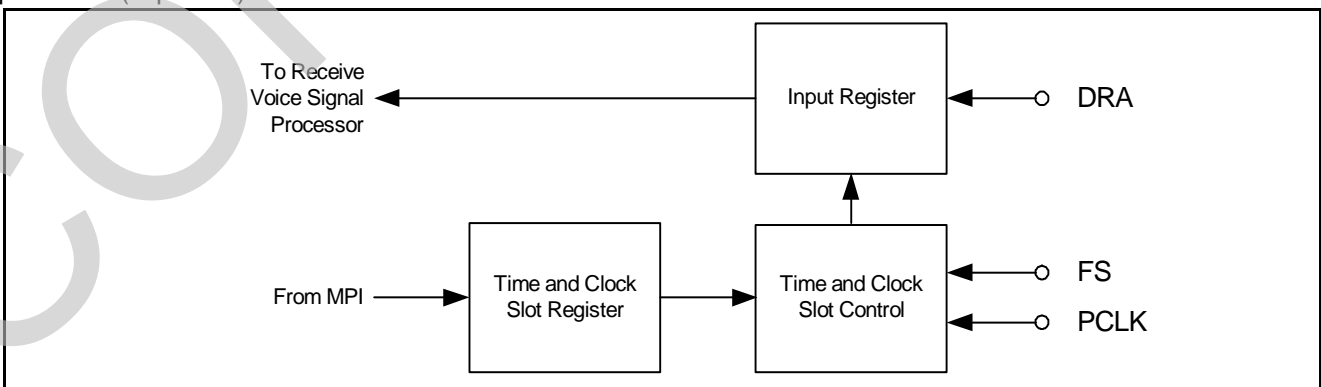 To Receive
Voice Signal
Processor
Input Register
DRA
From MPI
Time and Clock
Slot Register
Time and Clock
Slot Control
FS
PCLK